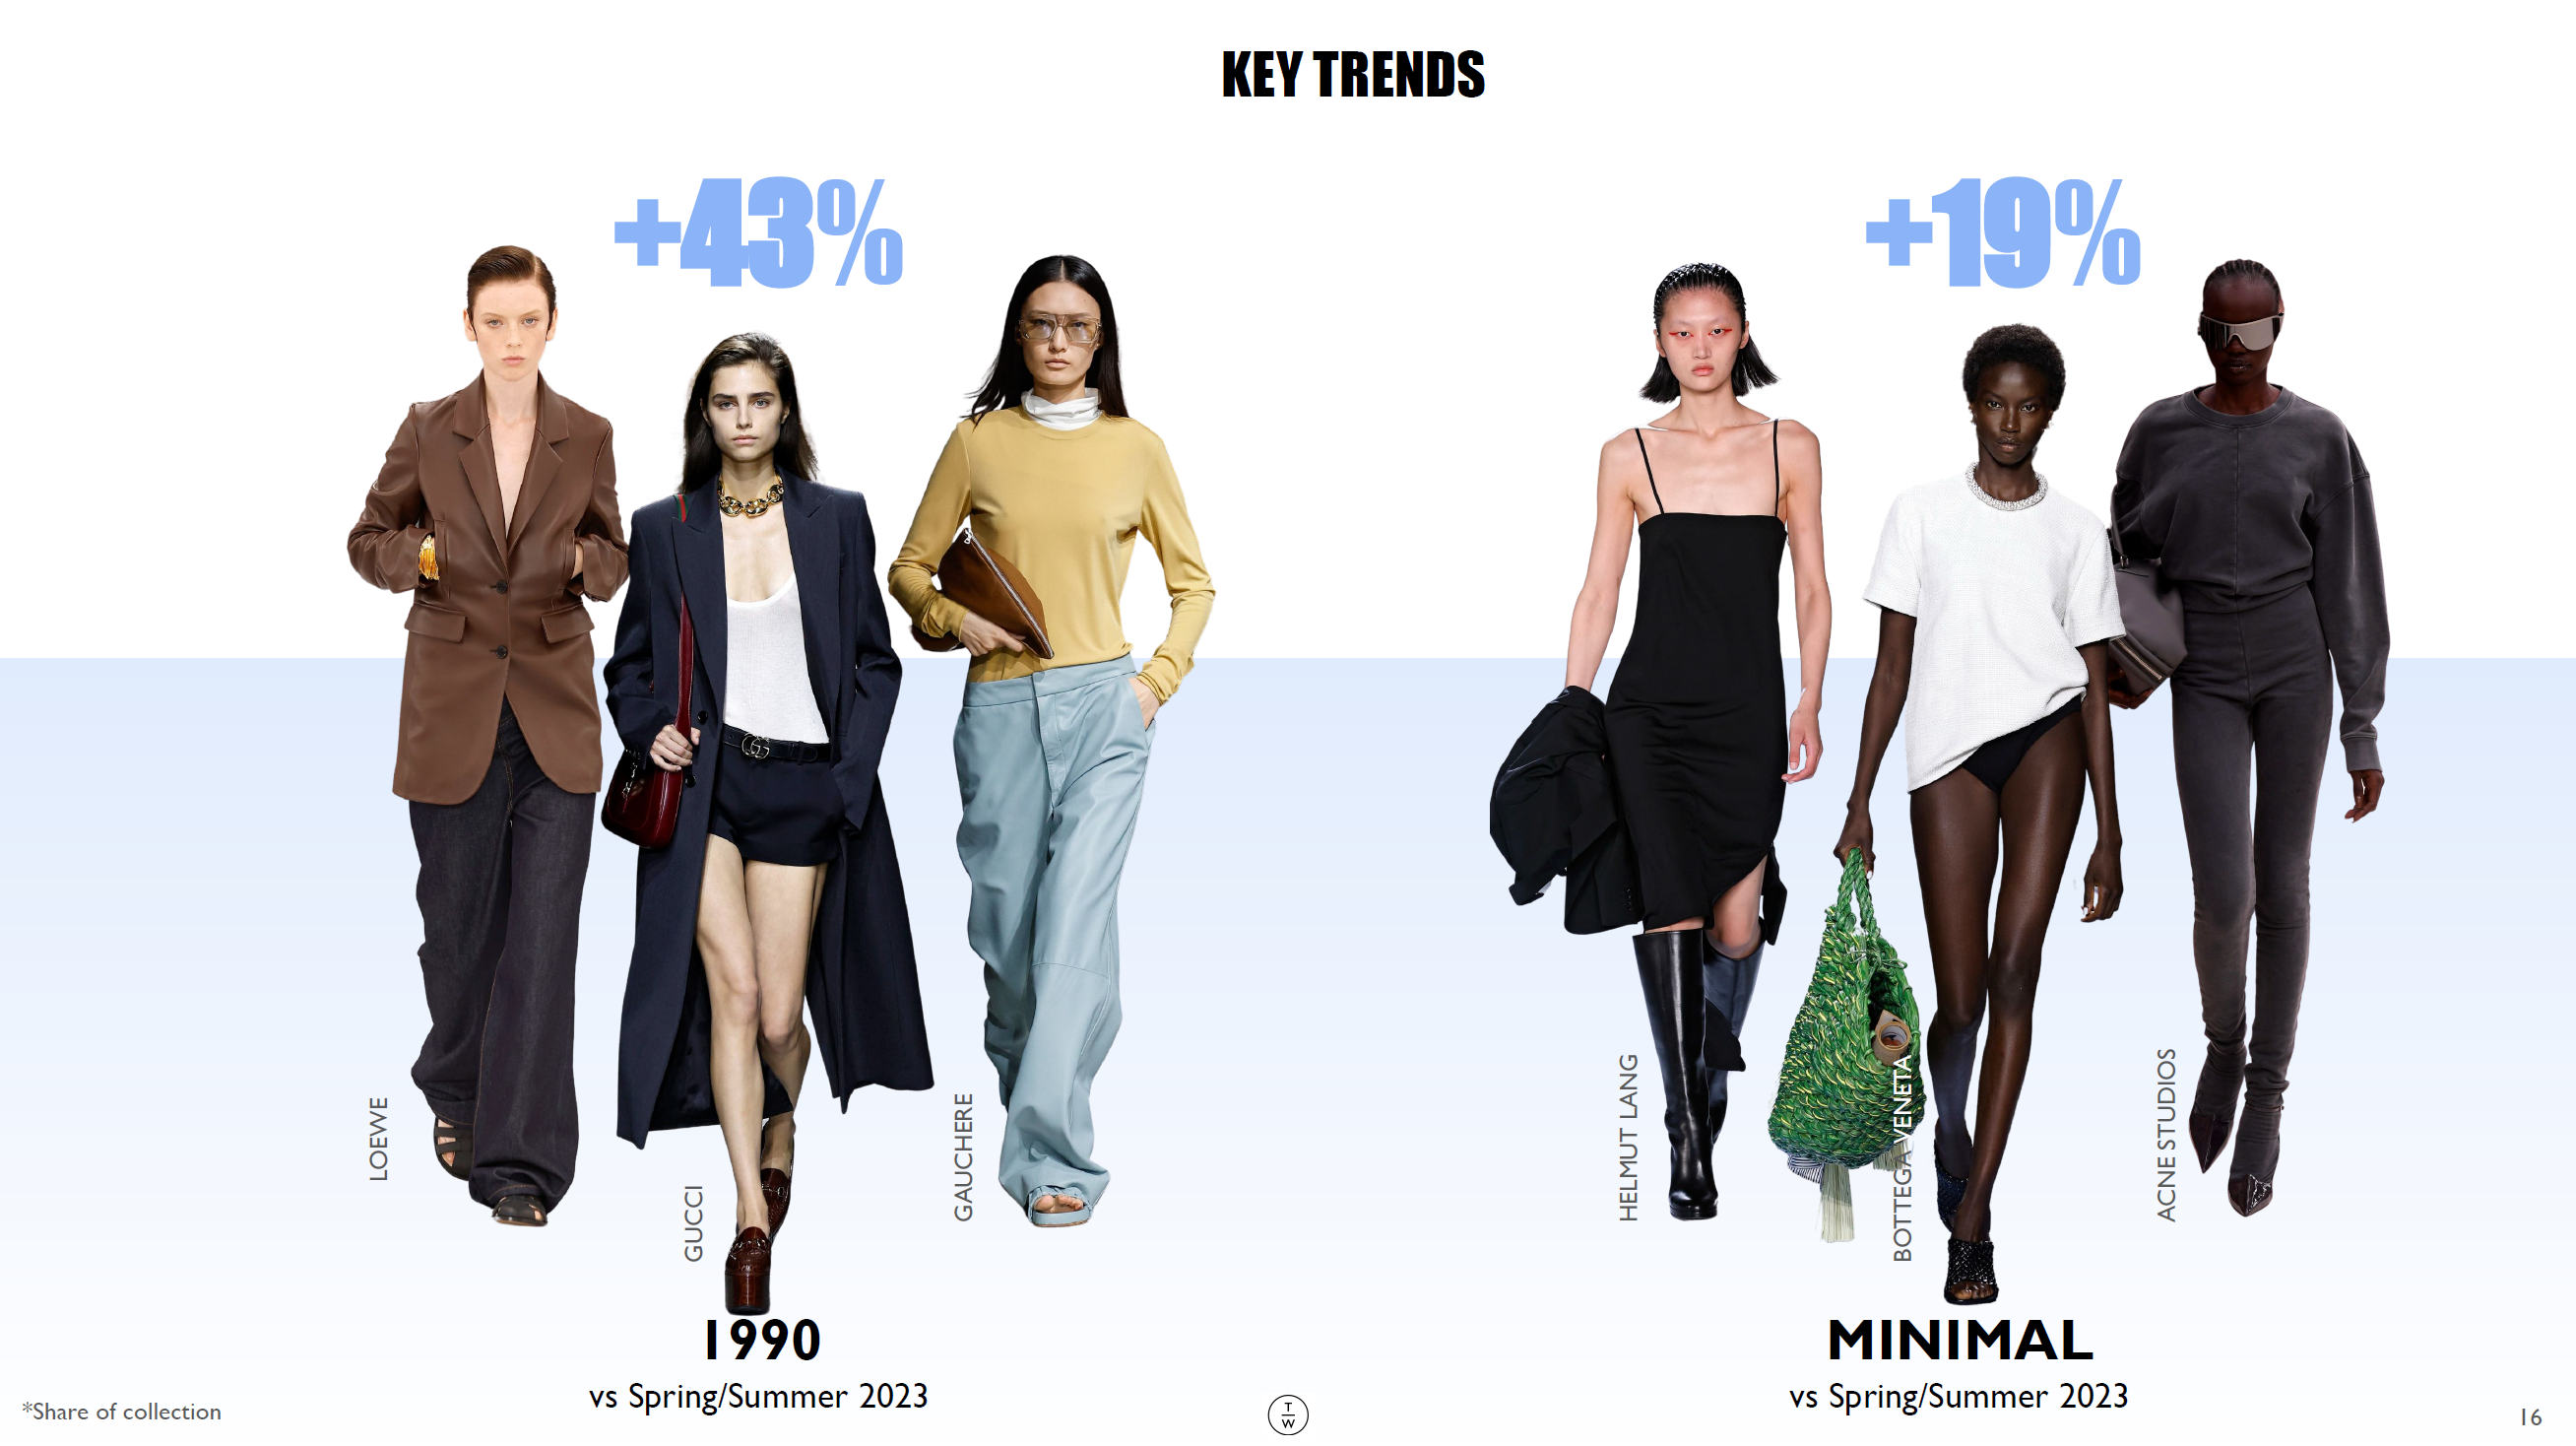 KEY TRENDS
+43%
LOEWE
GUCCI
GAUCHERE
1990
vs Spring/Summer 2023
+19%
HELMUT LANG
BOTTEGA VENETA
ACNE STUDIOS
MINIMAL
vs Spring/Summer 2023
*Share of collection
T
W
16